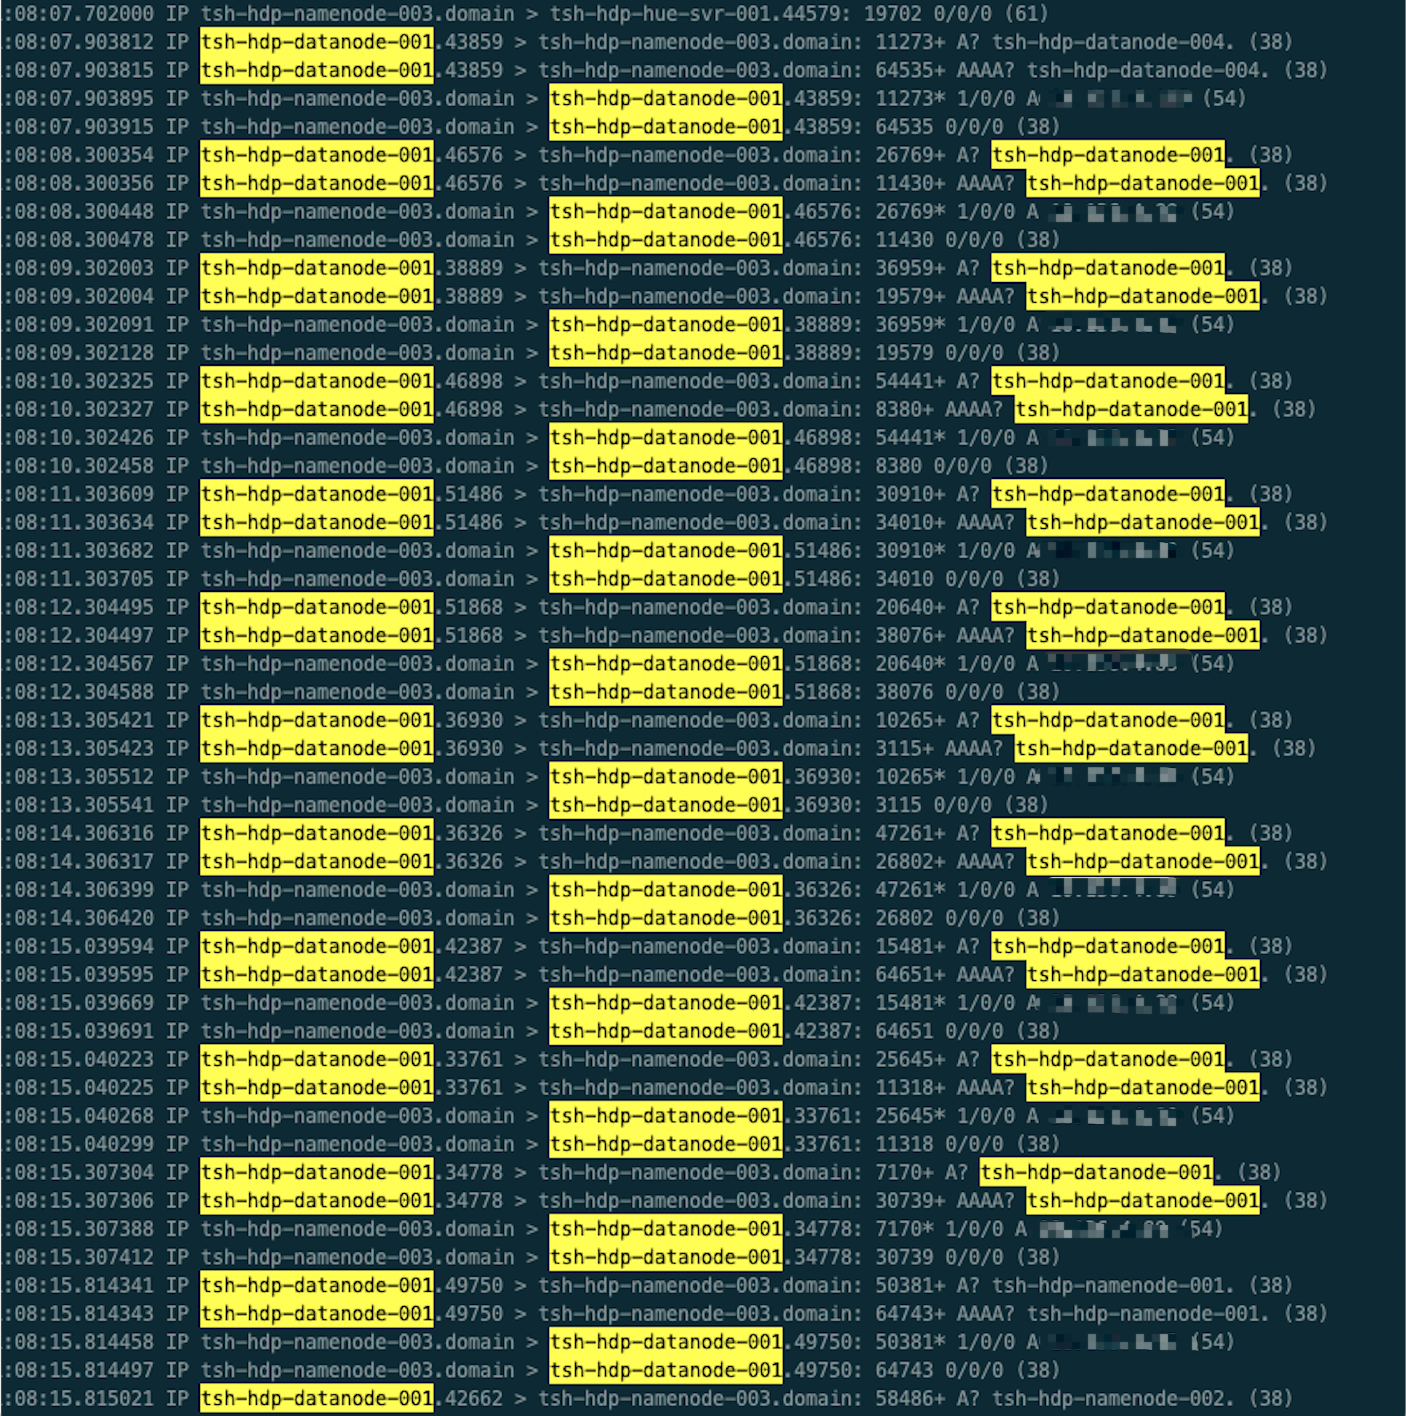 :08:07.702000 IP tsh-hdp-namenode-003.domain > tsh-hdp-hue-svr-001.44579: 19702 0/0/0 (61)
:08:07.903812 IP tsh-hdp-datanode-001.43859 > tsh-hdp-namenode-003.domain: 11273+ A? tsh-hdp-datanode-004. (38)
:08:07.903815 IP tsh-hdp-datanode-001.43859 > tsh-hdp-namenode-003.domain: 64535+ AAAA? tsh-hdp-datanode-004. (38)
:08:07.903895 IP tsh-hdp-namenode-003.domain > tsh-hdp-datanode-001.43859: 11273* 1/0/0 A (54)
:08:07.903915 IP tsh-hdp-namenode-003.domain > tsh-hdp-datanode-001.43859: 64535 0/0/0 (38)
:08:08.300354 IP tsh-hdp-datanode-001.46576 > tsh-hdp-namenode-003.domain: 26769+ A? tsh-hdp-datanode-001. (38)
:08:08.300356 IP tsh-hdp-datanode-001.46576 > tsh-hdp-namenode-003.domain: 11430+ AAAA? tsh-hdp-datanode-001. (38)
:08:08.300448 IP tsh-hdp-namenode-003.domain > tsh-hdp-datanode-001.46576: 26769* 1/0/0 A (54)
:08:08.300478 IP tsh-hdp-namenode-003.domain > tsh-hdp-datanode-001.46576: 11430 0/0/0 (38)
:08:09.302003 IP tsh-hdp-datanode-001.38889 > tsh-hdp-namenode-003.domain: 36959+ A? tsh-hdp-datanode-001. (38)
:08:09.302004 IP tsh-hdp-datanode-001.38889 > tsh-hdp-namenode-003.domain: 19579+ AAAA? tsh-hdp-datanode-001. (38)
:08:09.302091 IP tsh-hdp-namenode-003.domain > tsh-hdp-datanode-001.38889: 36959* 1/0/0 A (54)
:08:09.302128 IP tsh-hdp-namenode-003.domain > tsh-hdp-datanode-001.38889: 19579 0/0/0 (38)
:08:10.302325 IP tsh-hdp-datanode-001.46898 > tsh-hdp-namenode-003.domain: 54441+ A? tsh-hdp-datanode-001. (38)
:08:10.302327 IP tsh-hdp-datanode-001.46898 > tsh-hdp-namenode-003.domain: 8380+ AAAA? tsh-hdp-datanode-001. (38)
:08:10.302426 IP tsh-hdp-namenode-003.domain > tsh-hdp-datanode-001.46898: 54441* 1/0/0 A (54)
:08:10.302458 IP tsh-hdp-namenode-003.domain > tsh-hdp-datanode-001.46898: 8380 0/0/0 (38)
:08:11.303609 IP tsh-hdp-datanode-001.51486 > tsh-hdp-namenode-003.domain: 30910+ A? tsh-hdp-datanode-001. (38)
:08:11.303634 IP tsh-hdp-datanode-001.51486 > tsh-hdp-namenode-003.domain: 34010+ AAAA? tsh-hdp-datanode-001. (38)
:08:11.303682 IP tsh-hdp-namenode-003.domain > tsh-hdp-datanode-001.51486: 30910* 1/0/0 A (54)
:08:11.303705 IP tsh-hdp-namenode-003.domain > tsh-hdp-datanode-001.51486: 34010 0/0/0 (38)
:08:12.304495 IP tsh-hdp-datanode-001.51868 > tsh-hdp-namenode-003.domain: 20640+ A? tsh-hdp-datanode-001. (38)
:08:12.304497 IP tsh-hdp-datanode-001.51868 > tsh-hdp-namenode-003.domain: 38076+ AAAA? tsh-hdp-datanode-001. (38)
:08:12.304567 IP tsh-hdp-namenode-003.domain > tsh-hdp-datanode-001.51868: 20640* 1/0/0 A (54)
:08:12.304588 IP tsh-hdp-namenode-003.domain > tsh-hdp-datanode-001.51868: 38076 0/0/0 (38)
:08:13.305421 IP tsh-hdp-datanode-001.36930 > tsh-hdp-namenode-003.domain: 10265+ A? tsh-hdp-datanode-001. (38)
:08:13.305423 IP tsh-hdp-datanode-001.36930 > tsh-hdp-namenode-003.domain: 3115+ AAAA? tsh-hdp-datanode-001. (38)
:08:13.305512 IP tsh-hdp-namenode-003.domain > tsh-hdp-datanode-001.36930: 10265* 1/0/0 A (54)
:08:13.305541 IP tsh-hdp-namenode-003.domain > tsh-hdp-datanode-001.36930: 3115 0/0/0 (38)
:08:14.306316 IP tsh-hdp-datanode-001.36326 > tsh-hdp-namenode-003.domain: 47261+ A? tsh-hdp-datanode-001. (38)
:08:14.306317 IP tsh-hdp-datanode-001.36326 > tsh-hdp-namenode-003.domain: 26802+ AAAA? tsh-hdp-datanode-001. (38)
:08:14.306399 IP tsh-hdp-namenode-003.domain > tsh-hdp-datanode-001.36326: 47261* 1/0/0 A (54)
:08:14.306420 IP tsh-hdp-namenode-003.domain > tsh-hdp-datanode-001.36326: 26802 0/0/0 (38)
:08:15.039594 IP tsh-hdp-datanode-001.42387 > tsh-hdp-namenode-003.domain: 15481+ A? tsh-hdp-datanode-001. (38)
:08:15.039595 IP tsh-hdp-datanode-001.42387 > tsh-hdp-namenode-003.domain: 64651+ AAAA? tsh-hdp-datanode-001. (38)
:08:15.039669 IP tsh-hdp-namenode-003.domain > tsh-hdp-datanode-001.42387: 15481* 1/0/0 A (54)
:08:15.039691 IP tsh-hdp-namenode-003.domain > tsh-hdp-datanode-001.42387: 64651 0/0/0 (38)
:08:15.040223 IP tsh-hdp-datanode-001.33761 > tsh-hdp-namenode-003.domain: 25645+ A? tsh-hdp-datanode-001. (38)
:08:15.040225 IP tsh-hdp-datanode-001.33761 > tsh-hdp-namenode-003.domain: 11318+ AAAA? tsh-hdp-datanode-001. (38)
:08:15.040268 IP tsh-hdp-namenode-003.domain > tsh-hdp-datanode-001.33761: 25645* 1/0/0 A (54)
:08:15.040299 IP tsh-hdp-namenode-003.domain > tsh-hdp-datanode-001.33761: 11318 0/0/0 (38)
:08:15.307304 IP tsh-hdp-datanode-001.34778 > tsh-hdp-namenode-003.domain: 7170+ A? tsh-hdp-datanode-001. (38)
:08:15.307306 IP tsh-hdp-datanode-001.34778 > tsh-hdp-namenode-003.domain: 30739+ AAAA? tsh-hdp-datanode-001. (38)
:08:15.307388 IP tsh-hdp-namenode-003.domain > tsh-hdp-datanode-001.34778: 7170* 1/0/0 A 54)
:08:15.307412 IP tsh-hdp-namenode-003.domain > tsh-hdp-datanode-001.34778: 30739 0/0/0 (38)
:08:15.814341 IP tsh-hdp-datanode-001.49750 > tsh-hdp-namenode-003.domain: 50381+ A? tsh-hdp-namenode-001. (38)
:08:15.814343 IP tsh-hdp-datanode-001.49750 > tsh-hdp-namenode-003.domain: 64743+ AAAA? tsh-hdp-namenode-001. (38)
:08:15.814458 IP tsh-hdp-namenode-003.domain > tsh-hdp-datanode-001.49750: 50381* 1/0/0 A (54)
:08:15.814497 IP tsh-hdp-namenode-003.domain > tsh-hdp-datanode-001.49750: 64743 0/0/0 (38)
:08:15.815021 IP tsh-hdp-datanode-001.42662 > tsh-hdp-namenode-003.domain: 58486+ A? tsh-hdp-namenode-002. (38)